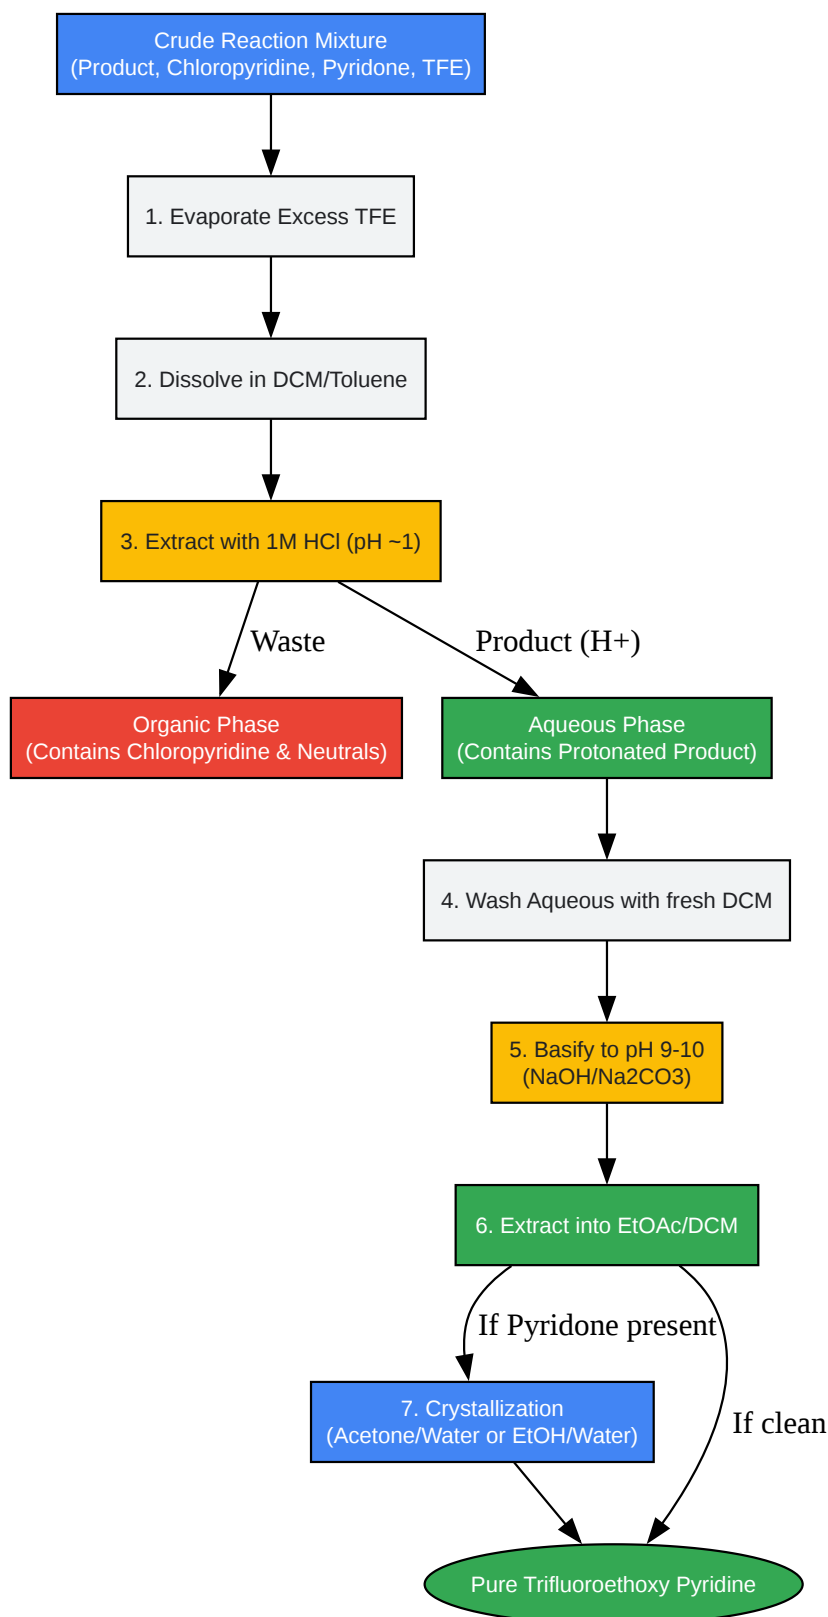 Crude Reaction Mixture
(Product, Chloropyridine, Pyridone, TFE)
1. Evaporate Excess TFE
2. Dissolve in DCM/Toluene
3. Extract with 1M HCl (pH ~1)
Waste
Product (H+)
Organic Phase
(Contains Chloropyridine & Neutrals)
Aqueous Phase
(Contains Protonated Product)
4. Wash Aqueous with fresh DCM
5. Basify to pH 9-10
(NaOH/Na2CO3)
6. Extract into EtOAc/DCM
If Pyridone present
7. Crystallization
(Acetone/Water or EtOH/Water)
If clean
Pure Trifluoroethoxy Pyridine